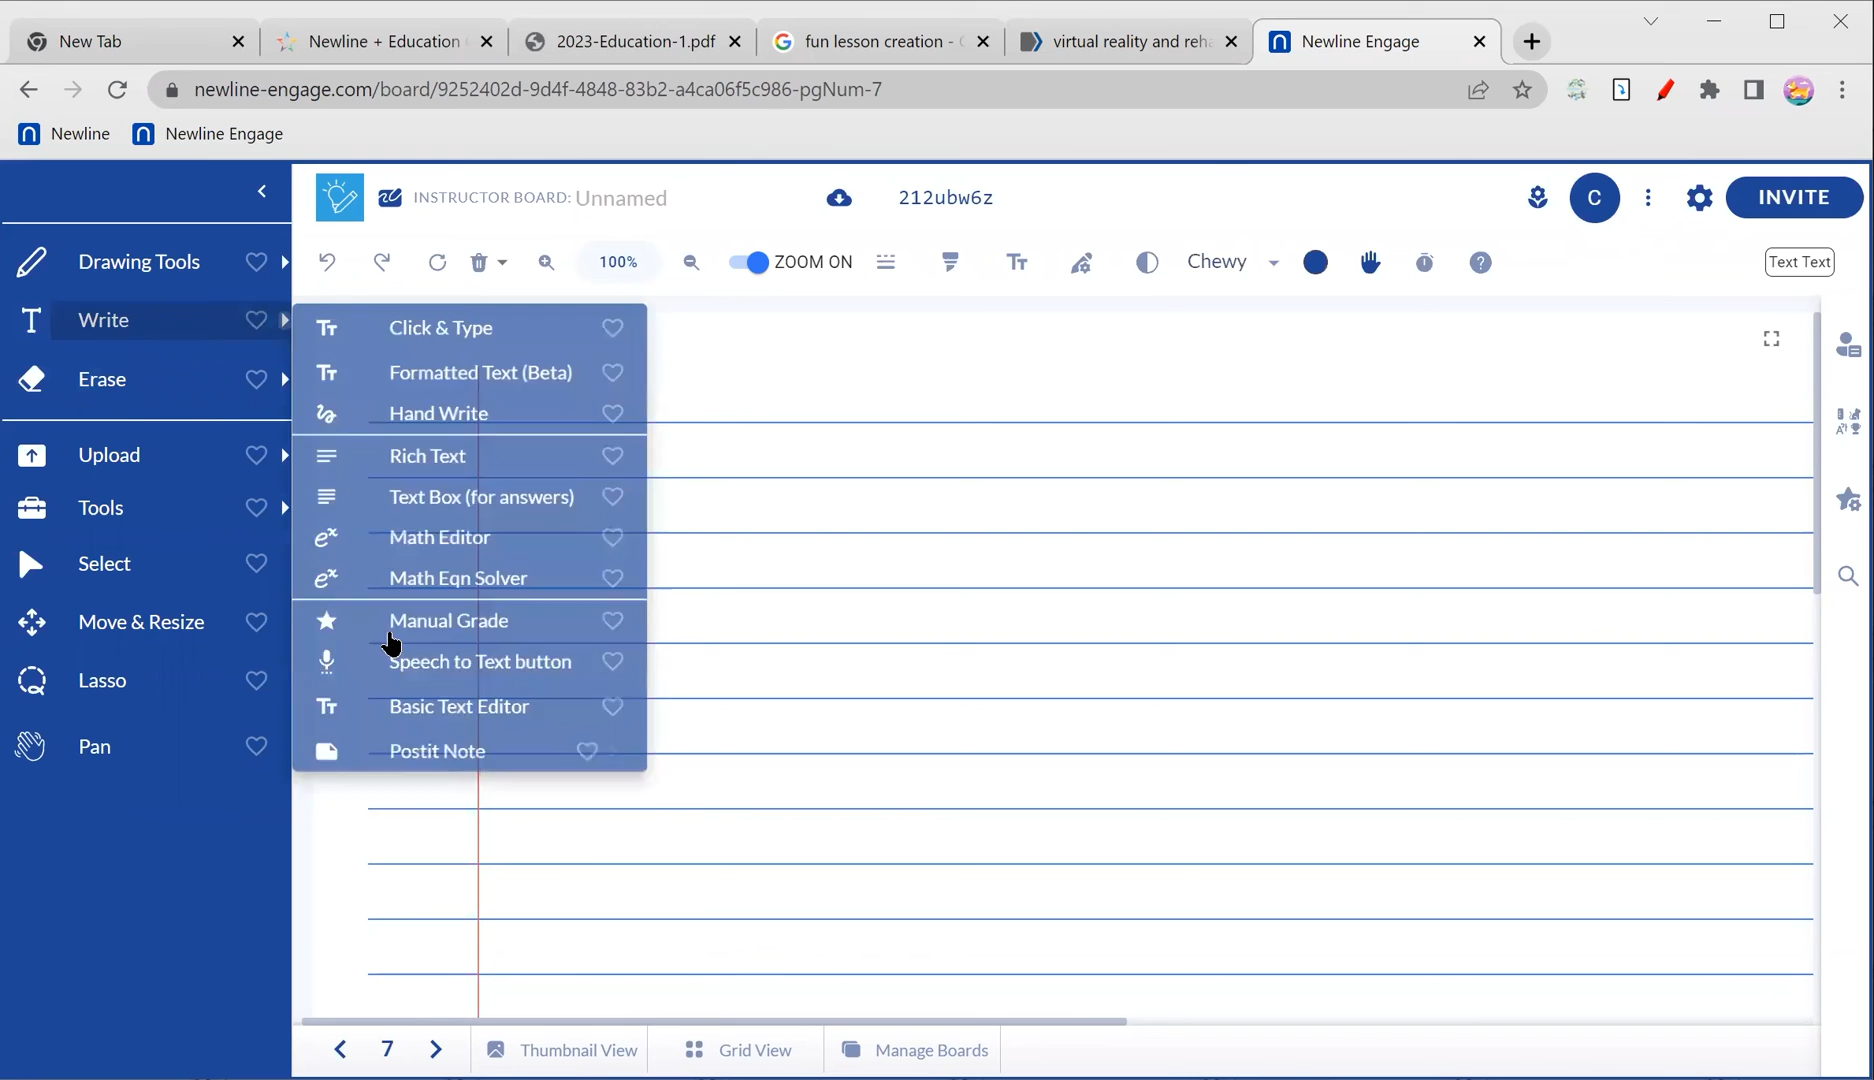 New Tab
Newline + Education
2023-Education-1.pdf
fun lesson creation -
virtual reality and reh
Newline Engage
newline-engage.com/board/9252402d-9d4f-4848-83b2-a4ca06f5c986-pgNum-7
Newline
Newline Engage
INSTRUCTOR BOARD: Unnamed
212ubw6z
C
INVITE
100%
ZOOM ON
Chewy
Text Text
Drawing Tools
Write
Erase
Upload
Tools
Select
Move & Resize
Lasso
Pan
Click & Type
Formatted Text (Beta)
Hand Write
Rich Text
Text Box (for answers)
Math Editor
Math Eqn Solver
Manual Grade
Speech to Text button
Basic Text Editor
Postit Note
7
Thumbnail View
Grid View
Manage Boards